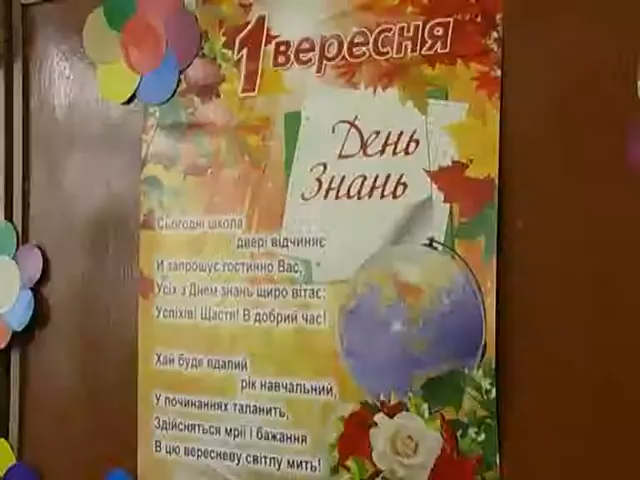 1 вересня
День
Знань
Сьогодні школа
двері відчиняє
И запрошує гостинно Вас,
Усіх з Днем знань щиро вітає:
Успіхів! Щастя! В добрий час!
Хай буде вдалий
рік навчальний,
У починаннях таланить,
Здійсняться мрії і бажання
В цю вересневу світлу мить!